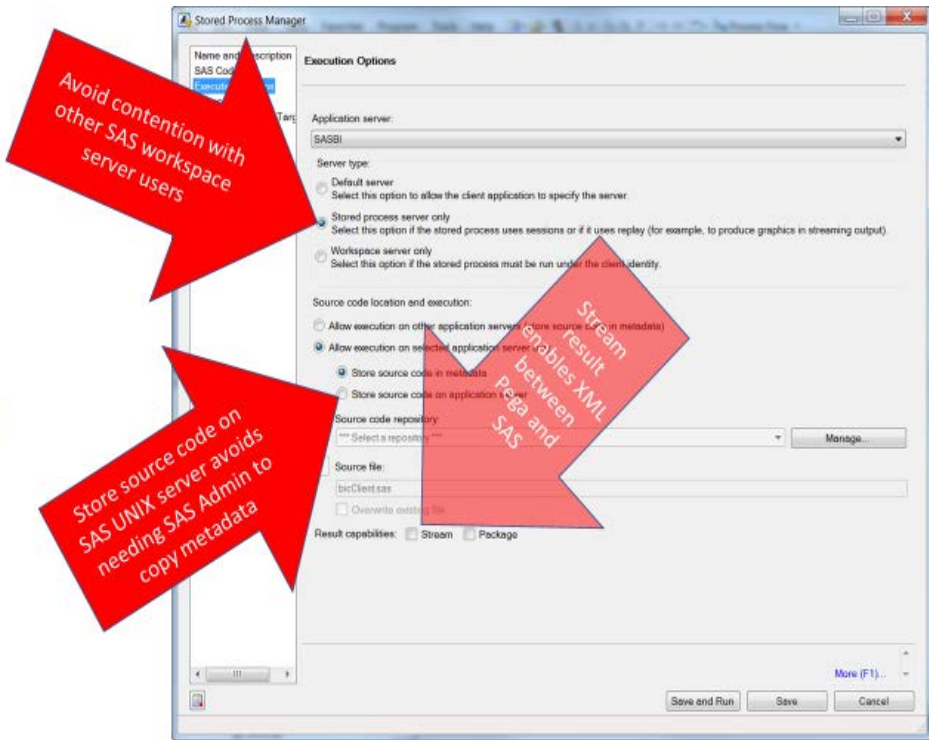 Stored Process Manager
Name and Description
SAS Code
Execution Options
Execution Options
Application server:
SASBI
Server type:
Default server
Select this option to allow the client application to specify the server.
Stored process server only
Select this option if the stored process uses sessions or if it uses replay (for example, to produce graphics in streaming output).
Workspace server only
Select this option if the stored process must be run under the client identity.
Source code location and execution:
Allow execution on other application servers (store source code in metadata)
Allow execution on selected application server only
Store source code in metadata
Store source code on application server
Source code repository
*** Select a repository ***
Manage...
Source file:
bicClient.sas
Overwrite existing file
Result capabilities:
Stream
Package
More (F1)...
Save and Run
Save
Cancel
Avoid contention with
other SAS workspace
server users
Store source code on
SAS UNIX server avoids
needing SAS Admin to
copy metadata
Stream
result
enables XML
between
Pega and
SAS